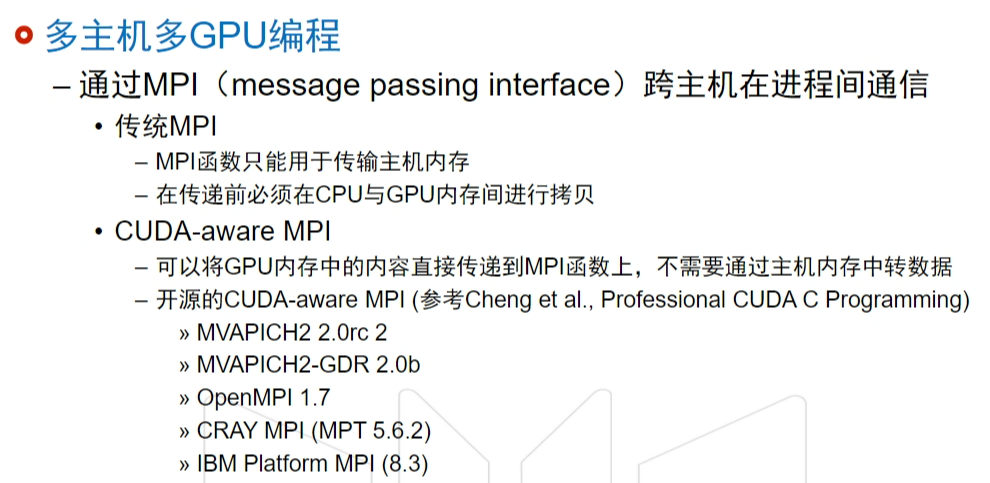 多主机多GPU编程
– 通过MPI（message passing interface）跨主机在进程间通信
• 传统MPI
– MPI函数只能用于传输主机内存
– 在传递前必须在CPU与GPU内存间进行拷贝
• CUDA-aware MPI
– 可以将GPU内存中的内容直接传递到MPI函数上，不需要通过主机内存中转数据
– 开源的CUDA-aware MPI (参考Cheng et al., Professional CUDA C Programming)
» MVAPICH2 2.0rc 2
» MVAPICH2-GDR 2.0b
» OpenMPI 1.7
» CRAY MPI (MPT 5.6.2)
» IBM Platform MPI (8.3)